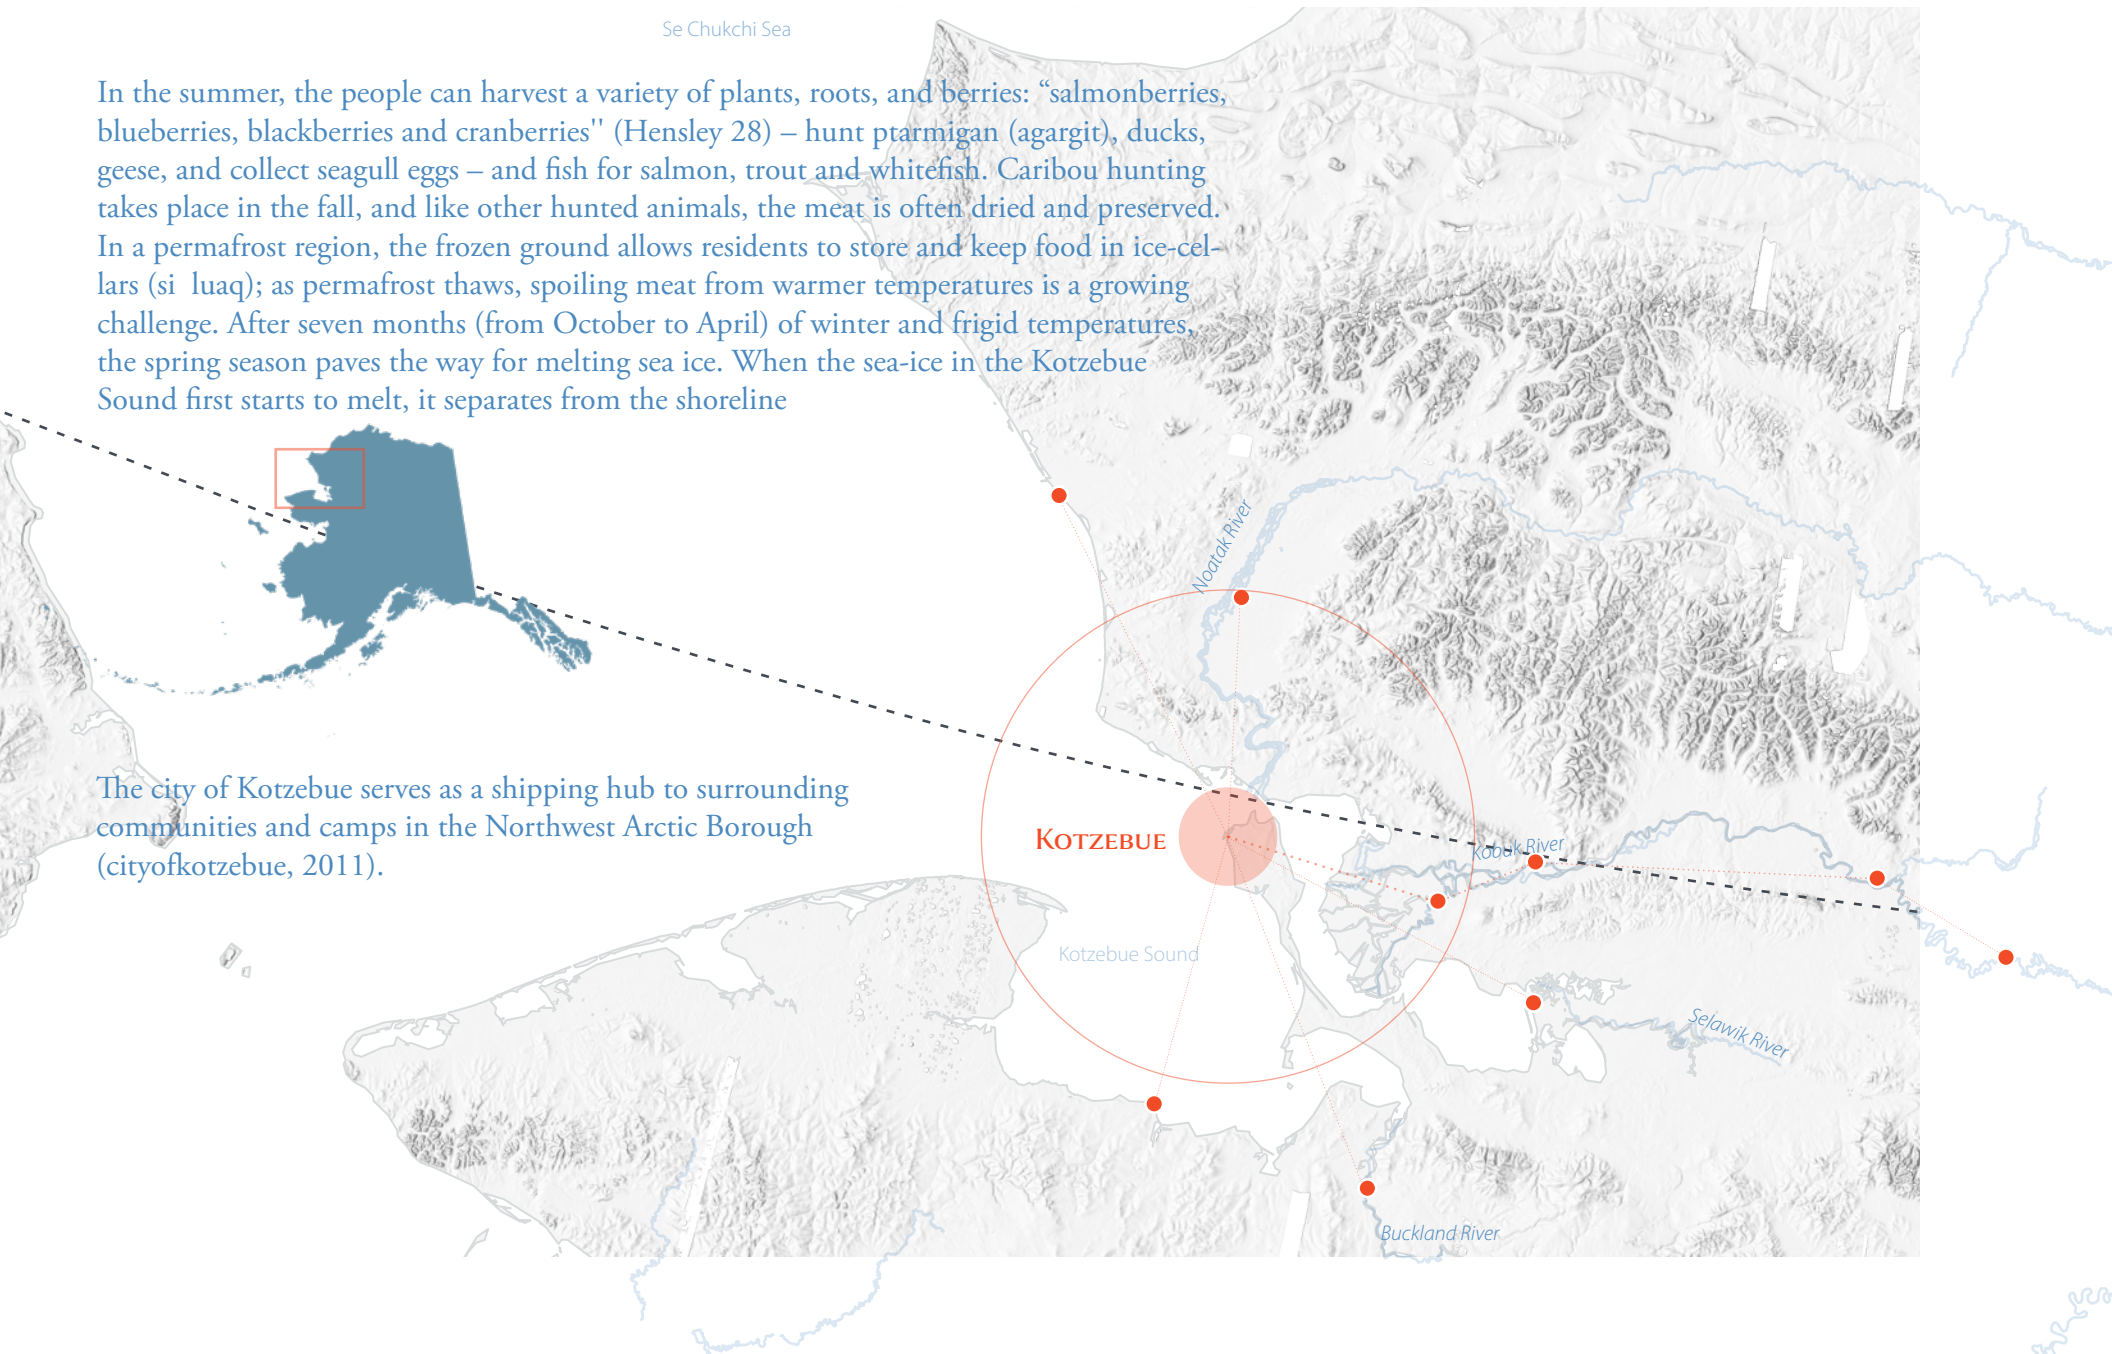 Se Chukchi Sea
In the summer, the people can harvest a variety of plants, roots, and berries: “salmonberries,
blueberries, blackberries and cranberries'' (Hensley 28) – hunt ptarmigan (agargit), ducks,
geese, and collect seagull eggs – and fish for salmon, trout and whitefish. Caribou hunting
takes place in the fall, and like other hunted animals, the meat is often dried and preserved.
In a permafrost region, the frozen ground allows residents to store and keep food in ice-cel-
lars (si luaq); as permafrost thaws, spoiling meat from warmer temperatures is a growing
challenge. After seven months (from October to April) of winter and frigid temperatures,
the spring season paves the way for melting sea ice. When the sea-ice in the Kotzebue
Sound first starts to melt, it separates from the shoreline
Noatak River
The city of Kotzebue serves as a shipping hub to surrounding
communities and camps in the Northwest Arctic Borough
(cityofkotzebue, 2011).
Kotzebue
Kobuk River
Kotzebue Sound
Selawik River
Buckland River